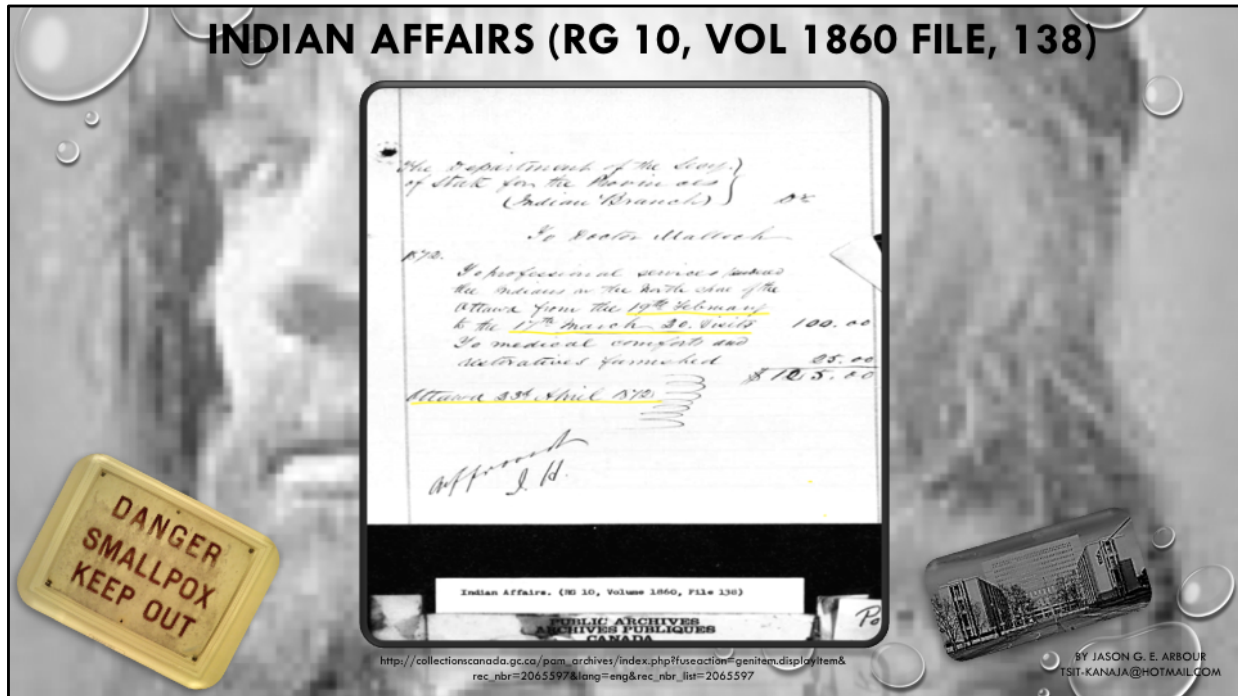 INDIAN AFFAIRS (RG 10, VOL 1860 FILE, 138)
The Department of the Secy.
of State for the Provinces
(Indian Branch)
Dr
To Doctor Malloch
1872.
To professional services
the Indians on the North shore of the
Ottawa from the 19th February
to the 17th March 20. Visits 100.00
To medical comforts and
restoratives furnished 25.00
$125.00
Ottawa 23d April 1872
Approved
J. H.
Indian Affairs. (RG 10, Volume 1860, File 138)
PUBLIC ARCHIVES
ARCHIVES PUBLIQUES
CANADA
Po
DANGER
SMALLPOX
KEEP OUT
http://collectionscanada.gc.ca/pam_archives/index.php?fuseaction=genitem.displayItem&
rec_nbr=2065597&lang=eng&rec_nbr_list=2065597
BY JASON G. E. ARBOUR
TSIT-KANAJA@HOTMAIL.COM